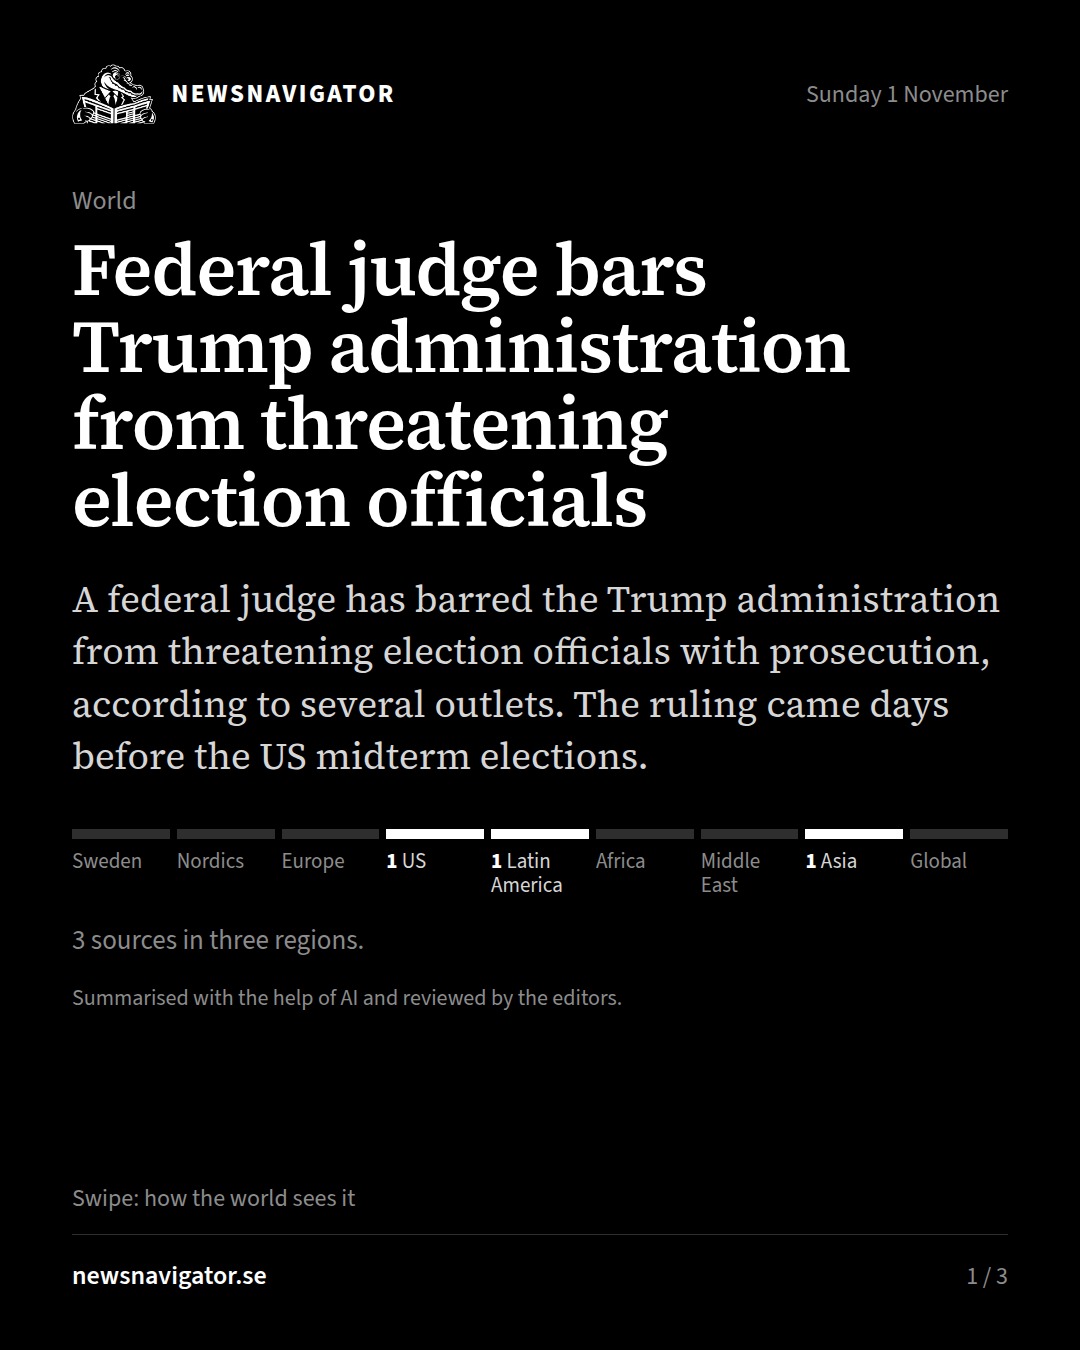 NEWSNAVIGATOR
Sunday 1 November
World
Federal judge bars
Trump administration
from threatening
election officials
A federal judge has barred the Trump administration
from threatening election officials with prosecution,
according to several outlets. The ruling came days
before the US midterm elections.
Sweden
Nordics
Europe
1 US
1 Latin
America
Africa
Middle
East
1 Asia
Global
3 sources in three regions.
Summarised with the help of AI and reviewed by the editors.
Swipe: how the world sees it
newsnavigator.se
1 / 3